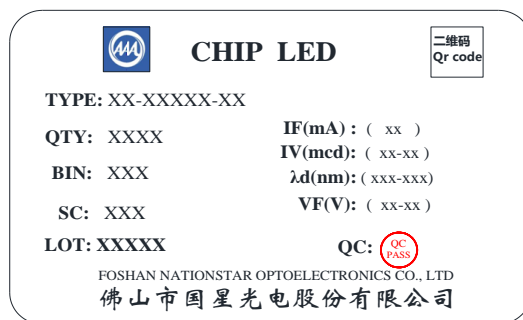 CHIP LED
二维码
Qr code
TYPE: XX-XXXXX-XX
QTY: XXXX
BIN: XXX
SC: XXX
LOT: XXXXX
IF(mA) : ( xx )
IV(mcd): ( xx-xx )
λd(nm): ( xxx-xxx)
VF(V): ( xx-xx )
QC:
QC
PASS
FOSHAN NATIONSTAR OPTOELECTRONICS CO., LTD
佛山市国星光电股份有限公司